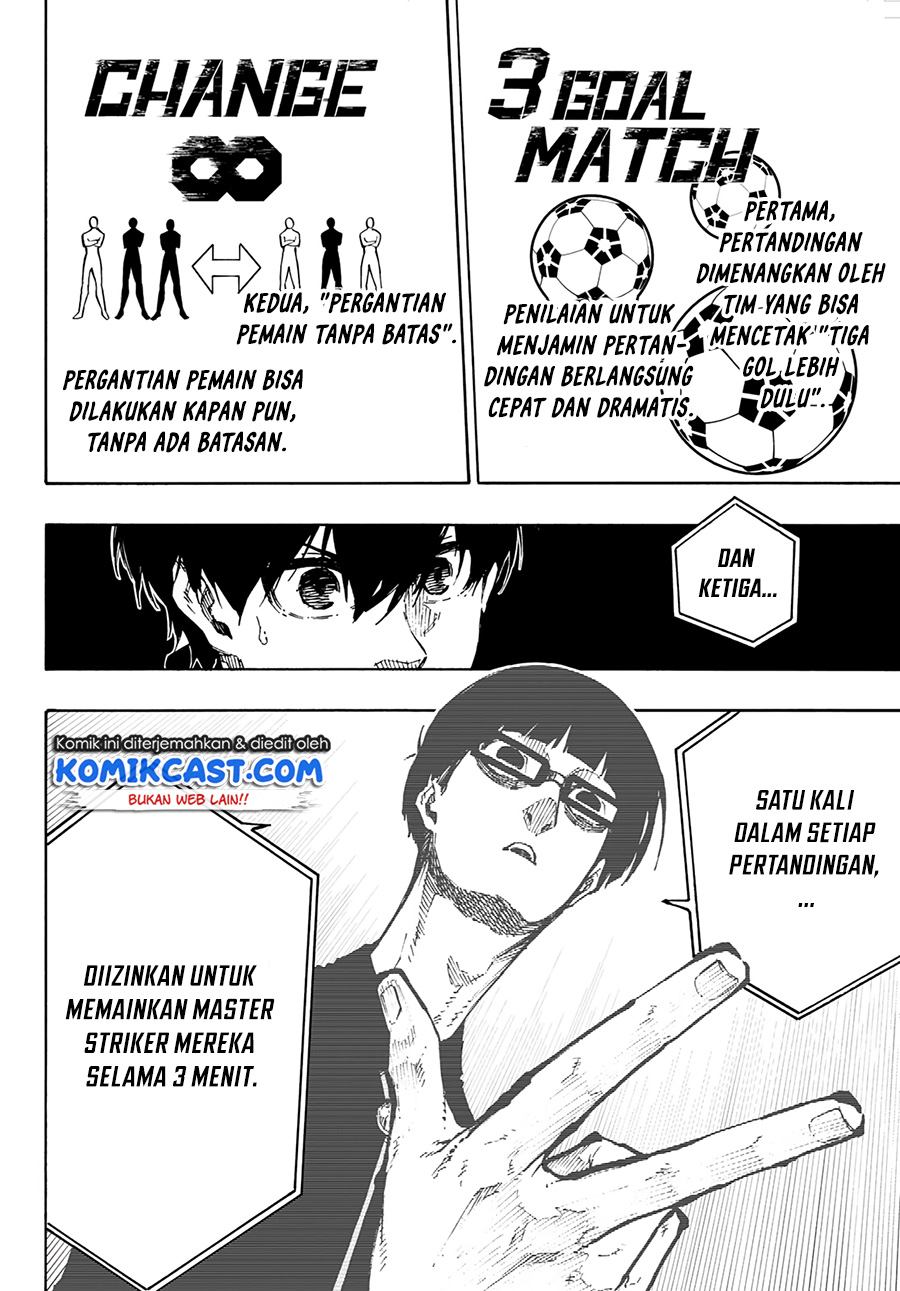 3 GOAL
MATCH
PERTAMA,
PERTANDINGAN
DIMENANGKAN OLEH
TIM YANG BISA
MENCETAK "TIGA
GOL LEBIH
DULU".
PENILAIAN UNTUK
MENJAMIN PERTAN-
DINGAN BERLANGSUNG
CEPAT DAN DRAMATIS.
CHANGE
∞
KEDUA, "PERGANTIAN
PEMAIN TANPA BATAS".
PERGANTIAN PEMAIN BISA
DILAKUKAN KAPAN PUN,
TANPA ADA BATASAN.
DAN
KETIGA...
SATU KALI
DALAM SETIAP
PERTANDINGAN,
...
Komik ini diterjemahkan & diedit oleh
KOMIKCAST.COM
BUKAN WEB LAIN!!
DIIZINKAN UNTUK
MEMAINKAN MASTER
STRIKER MEREKA
SELAMA 3 MENIT.